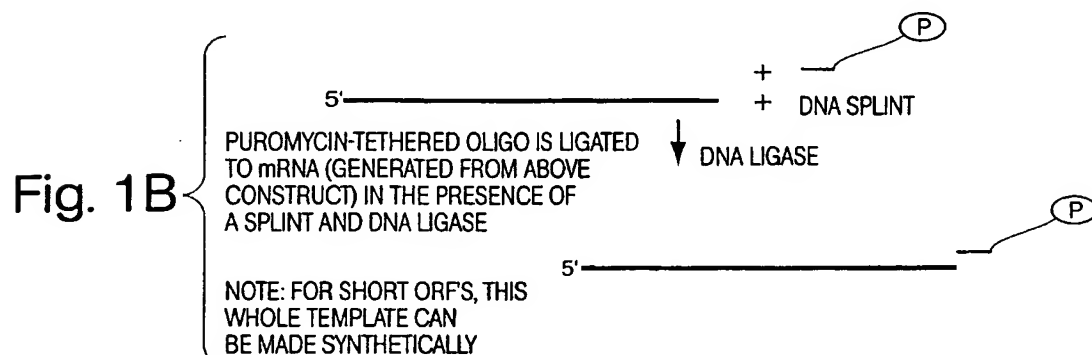 P
+
5'
+ DNA SPLINT
PUROMYCIN-TETHERED OLIGO IS LIGATED
TO mRNA (GENERATED FROM ABOVE
CONSTRUCT) IN THE PRESENCE OF
A SPLINT AND DNA LIGASE
DNA LIGASE
Fig. 1B
P
5'
NOTE: FOR SHORT ORF'S, THIS
WHOLE TEMPLATE CAN
BE MADE SYNTHETICALLY